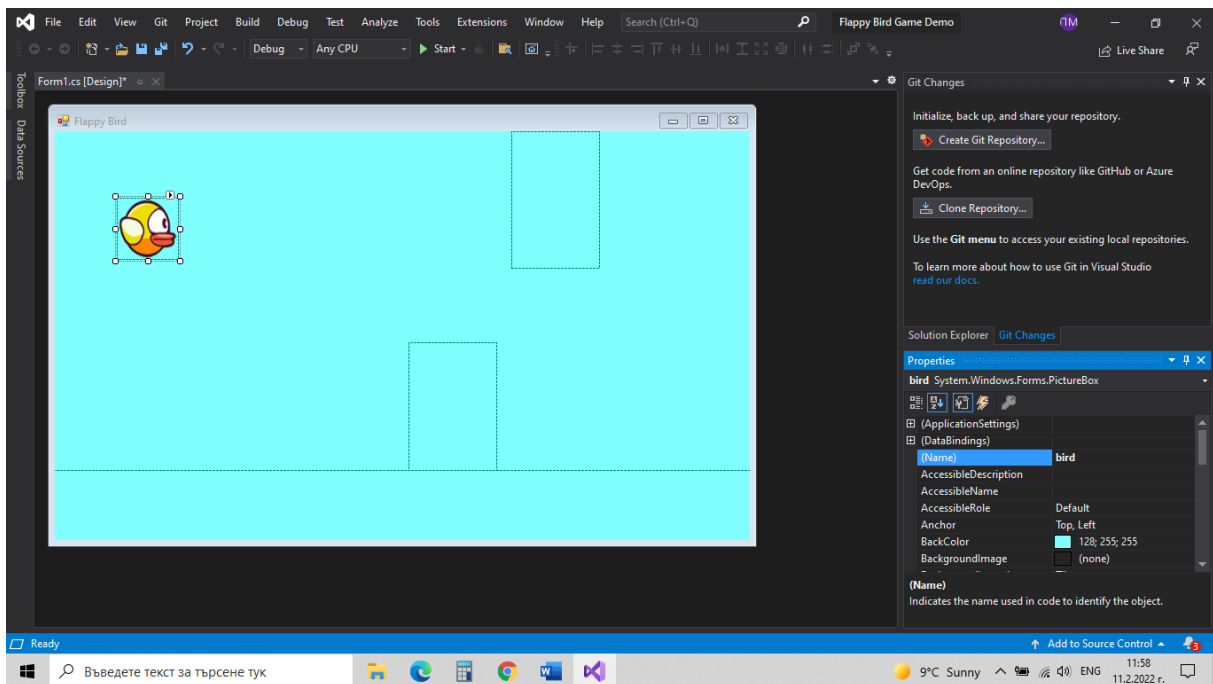 File Edit View Git Project Build Debug Test Analyze Tools Extensions Window Help Search (Ctrl+Q) Flappy Bird Game Demo ПМ
Debug Any CPU Start Live Share
Toolbox
Data Sources
Form1.cs [Design]*
Flappy Bird
Git Changes
Initialize, back up, and share your repository.
Create Git Repository...
Get code from an online repository like GitHub or Azure
DevOps.
Clone Repository...
Use the Git menu to access your existing local repositories.
To learn more about how to use Git in Visual Studio
read our docs.
Solution Explorer Git Changes
Properties
bird System.Windows.Forms.PictureBox
(ApplicationSettings)
(DataBindings)
(Name) bird
AccessibleDescription
AccessibleName
AccessibleRole Default
Anchor Top, Left
BackColor 128; 255; 255
BackgroundImage (none)
(Name)
Indicates the name used in code to identify the object.
Ready Add to Source Control 3
Въведете текст за търсене тук 9°C Sunny ENG 11:58
11.2.2022 г.